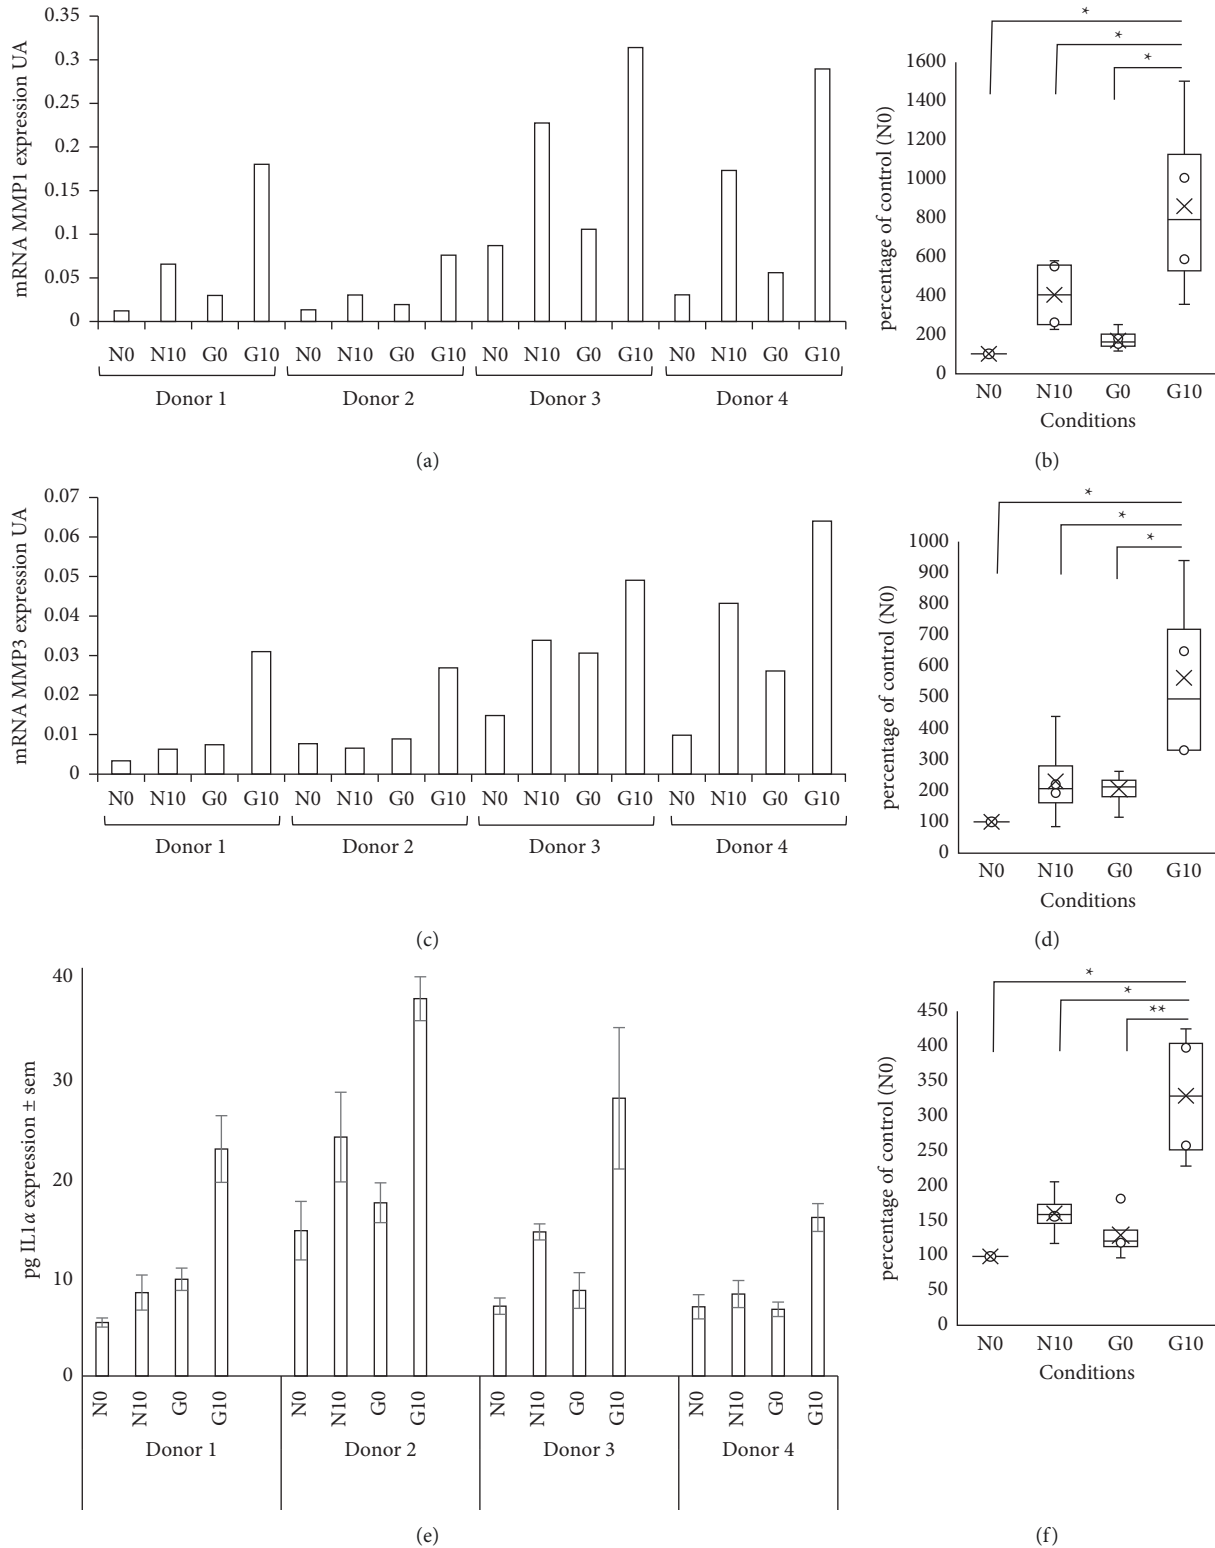 mRNA MMP1 expression UA
0.35
0.3
0.25
0.2
0.15
0.1
0.05
0
N0 N10 G0 G10 N0 N10 G0 G10 N0 N10 G0 G10 N0 N10 G0 G10
Donor 1 Donor 2 Donor 3 Donor 4
(a)
percentage of control (N0)
* 
*
*
1600
1400
1200
1000
800
600
400
200
0
N0 N10 G0 G10
Conditions
(b)
mRNA MMP3 expression UA
0.07
0.06
0.05
0.04
0.03
0.02
0.01
0
N0 N10 G0 G10 N0 N10 G0 G10 N0 N10 G0 G10 N0 N10 G0 G10
Donor 1 Donor 2 Donor 3 Donor 4
(c)
percentage of control (N0)
*
*
*
1000
900
800
700
600
500
400
300
200
100
0
N0 N10 G0 G10
Conditions
(d)
pg IL1α expression ± sem
40
30
20
10
0
N0 N10 G0 G10 N0 N10 G0 G10 N0 N10 G0 G10 N0 N10 G0 G10
Donor 1 Donor 2 Donor 3 Donor 4
(e)
percentage of control (N0)
*
*
**
450
400
350
300
250
200
150
100
50
0
N0 N10 G0 G10
Conditions
(f)